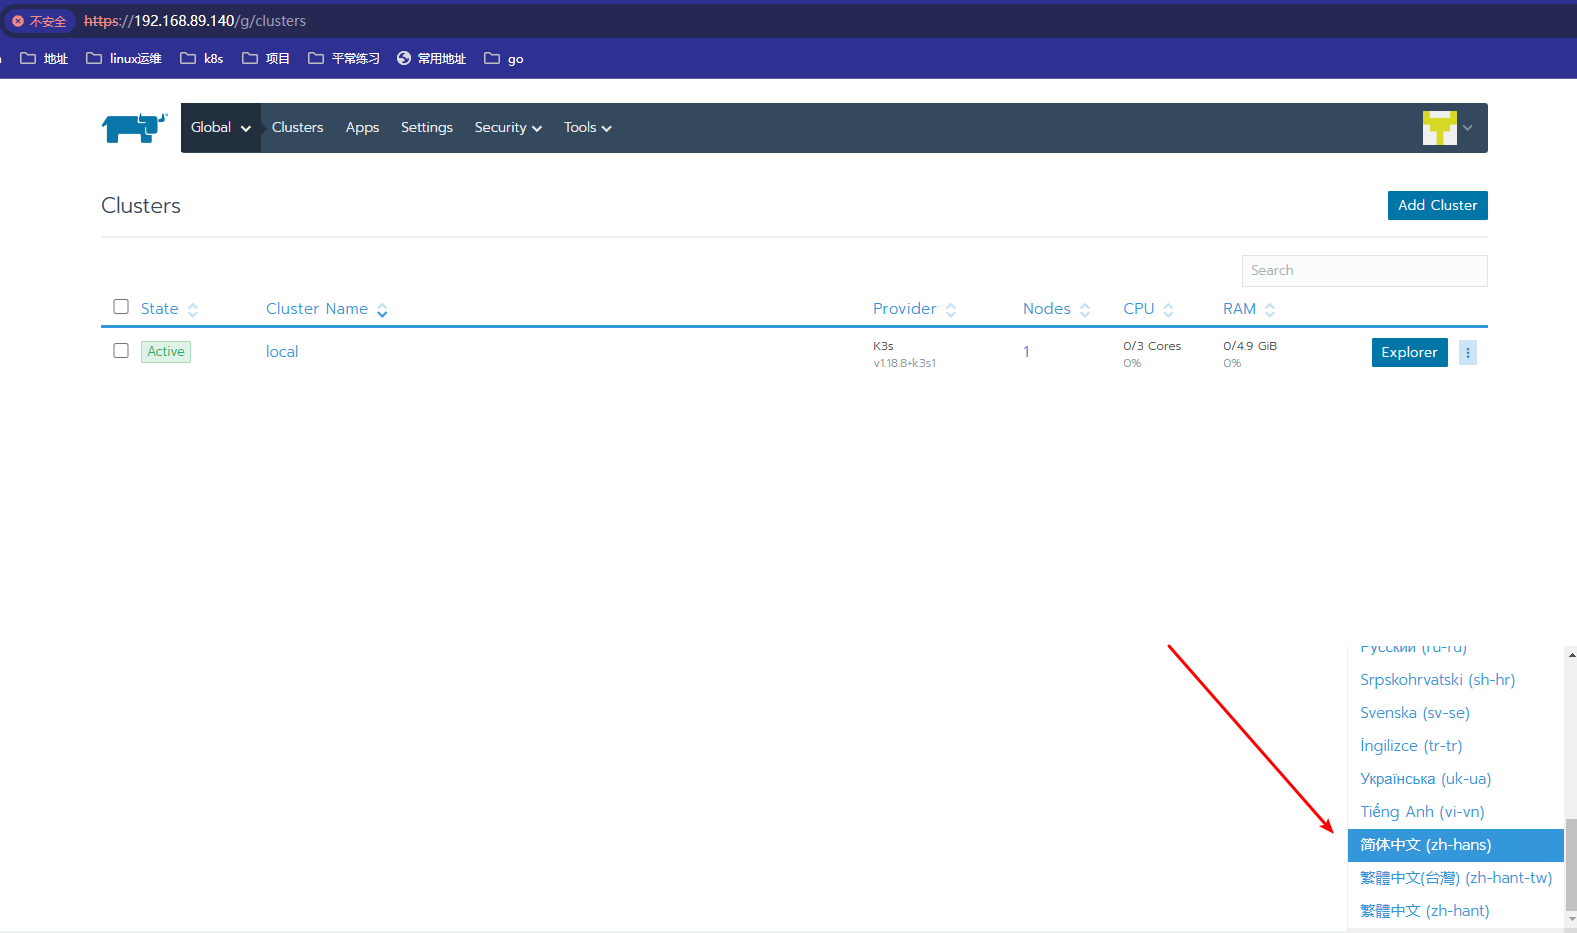 不安全 https://192.168.89.140/g/clusters
地址 linux运维 k8s 项目 平常练习 常用地址 go
Global Clusters Apps Settings Security Tools
Clusters
Add Cluster
Search
State Cluster Name Provider Nodes CPU RAM
Active local K3s 1 0/3 Cores 0/4.9 GiB Explorer
v1.18.8+k3s1 0% 0%
Русский (ru-ru)
Srpskohrvatski (sh-hr)
Svenska (sv-se)
İngilizce (tr-tr)
Українська (uk-ua)
Tiếng Anh (vi-vn)
简体中文 (zh-hans)
繁體中文(台灣) (zh-hant-tw)
繁體中文 (zh-hant)